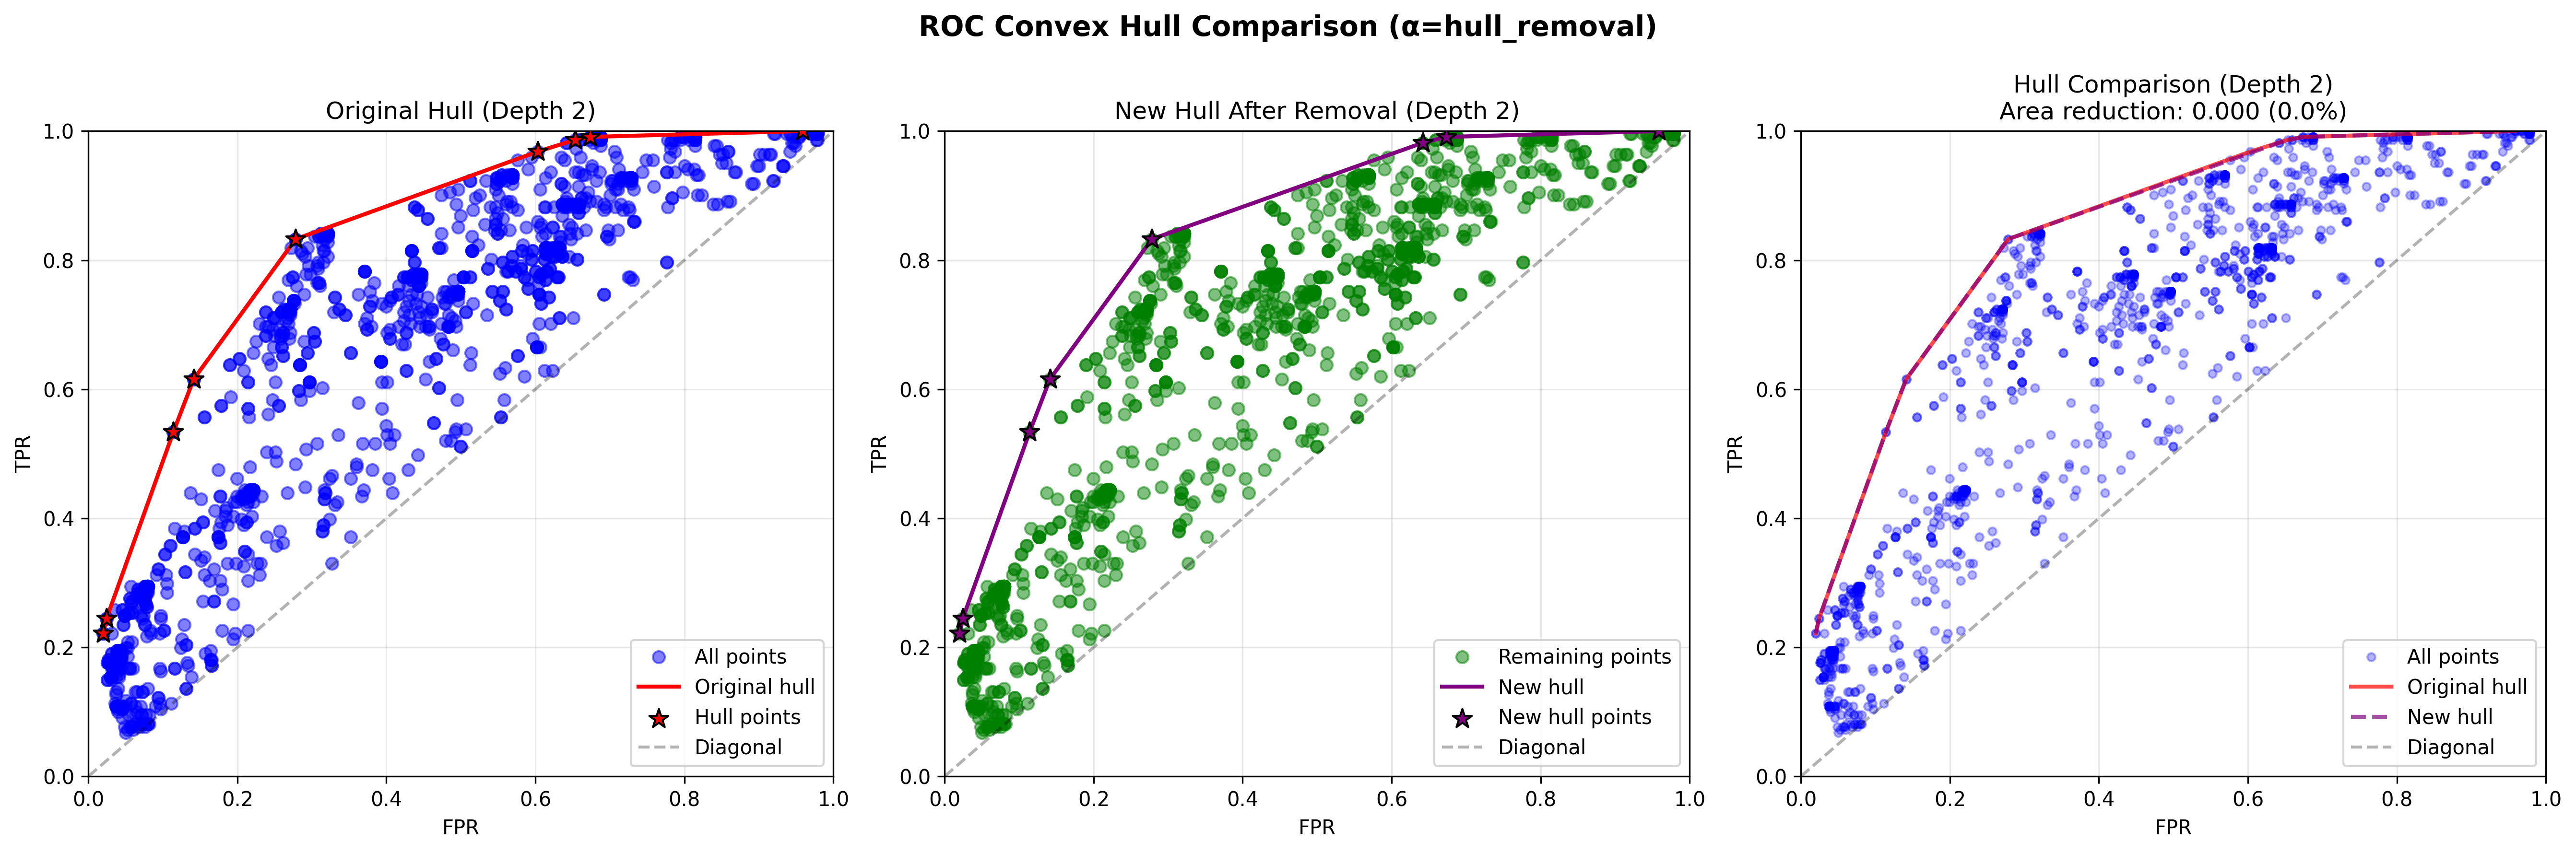 ROC Convex Hull Comparison (α=hull_removal)
Original Hull (Depth 2)
1.0
0.8
0.6
0.4
0.2
0.0
TPR
0.0
0.2
0.4
0.6
0.8
1.0
FPR
All points
Original hull
Hull points
Diagonal
New Hull After Removal (Depth 2)
1.0
0.8
0.6
0.4
0.2
0.0
TPR
0.0
0.2
0.4
0.6
0.8
1.0
FPR
Remaining points
New hull
New hull points
Diagonal
Hull Comparison (Depth 2)
Area reduction: 0.000 (0.0%)
1.0
0.8
0.6
0.4
0.2
0.0
TPR
0.0
0.2
0.4
0.6
0.8
1.0
FPR
All points
Original hull
New hull
Diagonal